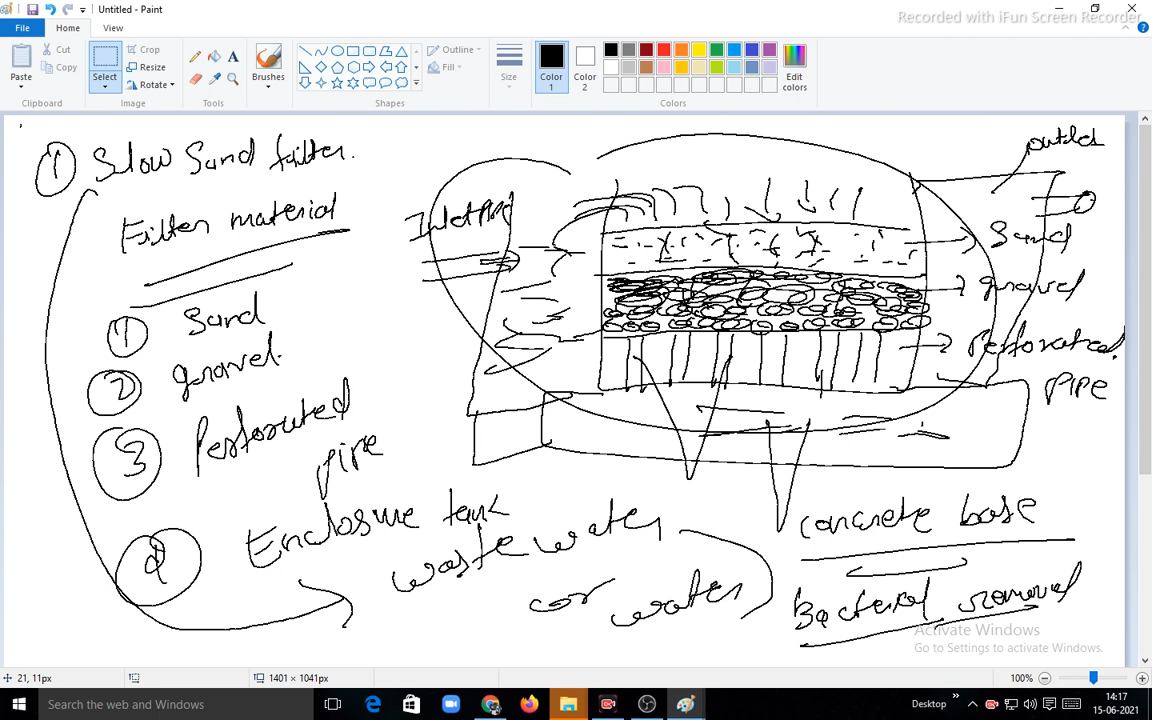 Untitled - Paint
Recorded with iFun Screen Recorder
File
Home
View
Paste
Cut
Copy
Clipboard
Select
Crop
Resize
Rotate
Image
Tools
Brushes
Shapes
Outline
Fill
Size
Color 1
Color 2
Edit colors
Colors
① Slow Sand filter.
Filter material
① Sand
② gravel.
③ Perforated
pipe
④ Enclosure tank
waste water
or water
outlet
Sand
gravel
Perforated
Pipe
concrete base
Bacterial removal
Activate Windows
Go to Settings to activate Windows.
21, 11px
1401 × 1041px
100%
Search the web and Windows
Desktop
14:17
15-06-2021